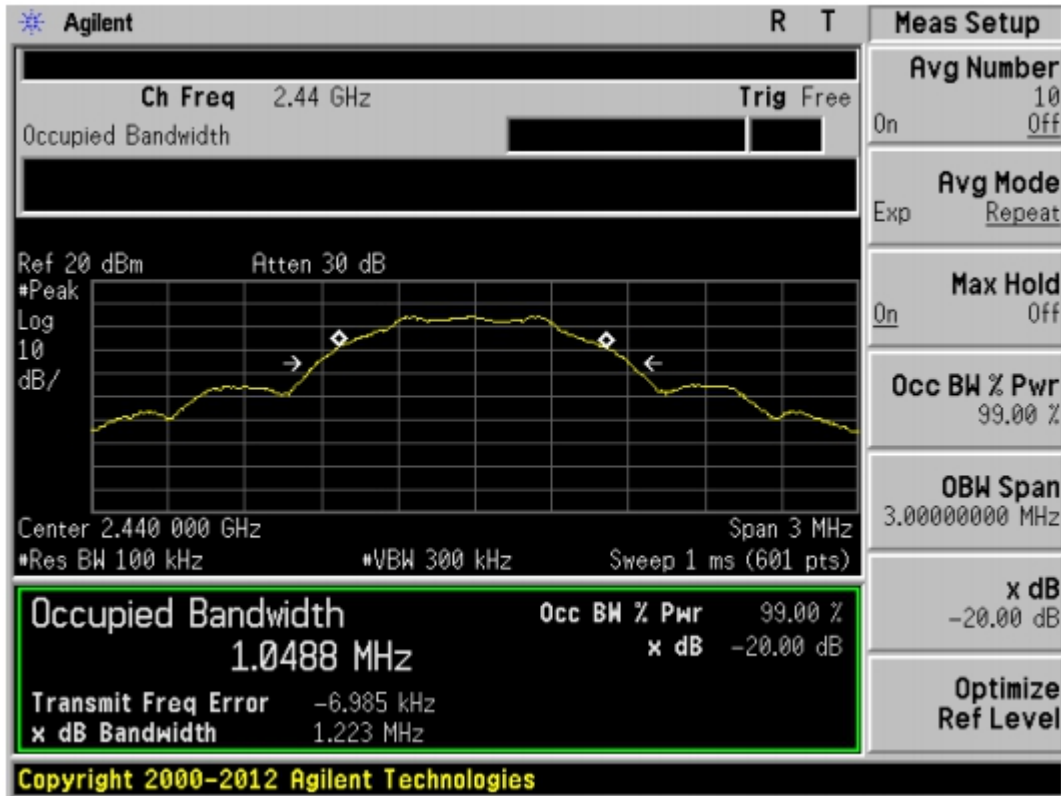 Agilent R T
Ch Freq 2.44 GHz Trig Free
Occupied Bandwidth
Ref 20 dBm Atten 30 dB
#Peak
Log
10
dB/
Center 2.440 000 GHz Span 3 MHz
#Res BW 100 kHz #VBW 300 kHz Sweep 1 ms (601 pts)
Occupied Bandwidth Occ BW % Pwr 99.00 %
1.0488 MHz x dB -20.00 dB
Transmit Freq Error -6.985 kHz
x dB Bandwidth 1.223 MHz
Copyright 2000-2012 Agilent Technologies
Meas Setup
Avg Number
10
On Off
Avg Mode
Exp Repeat
Max Hold
On Off
Occ BW % Pwr
99.00 %
OBW Span
3.00000000 MHz
x dB
-20.00 dB
Optimize
Ref Level